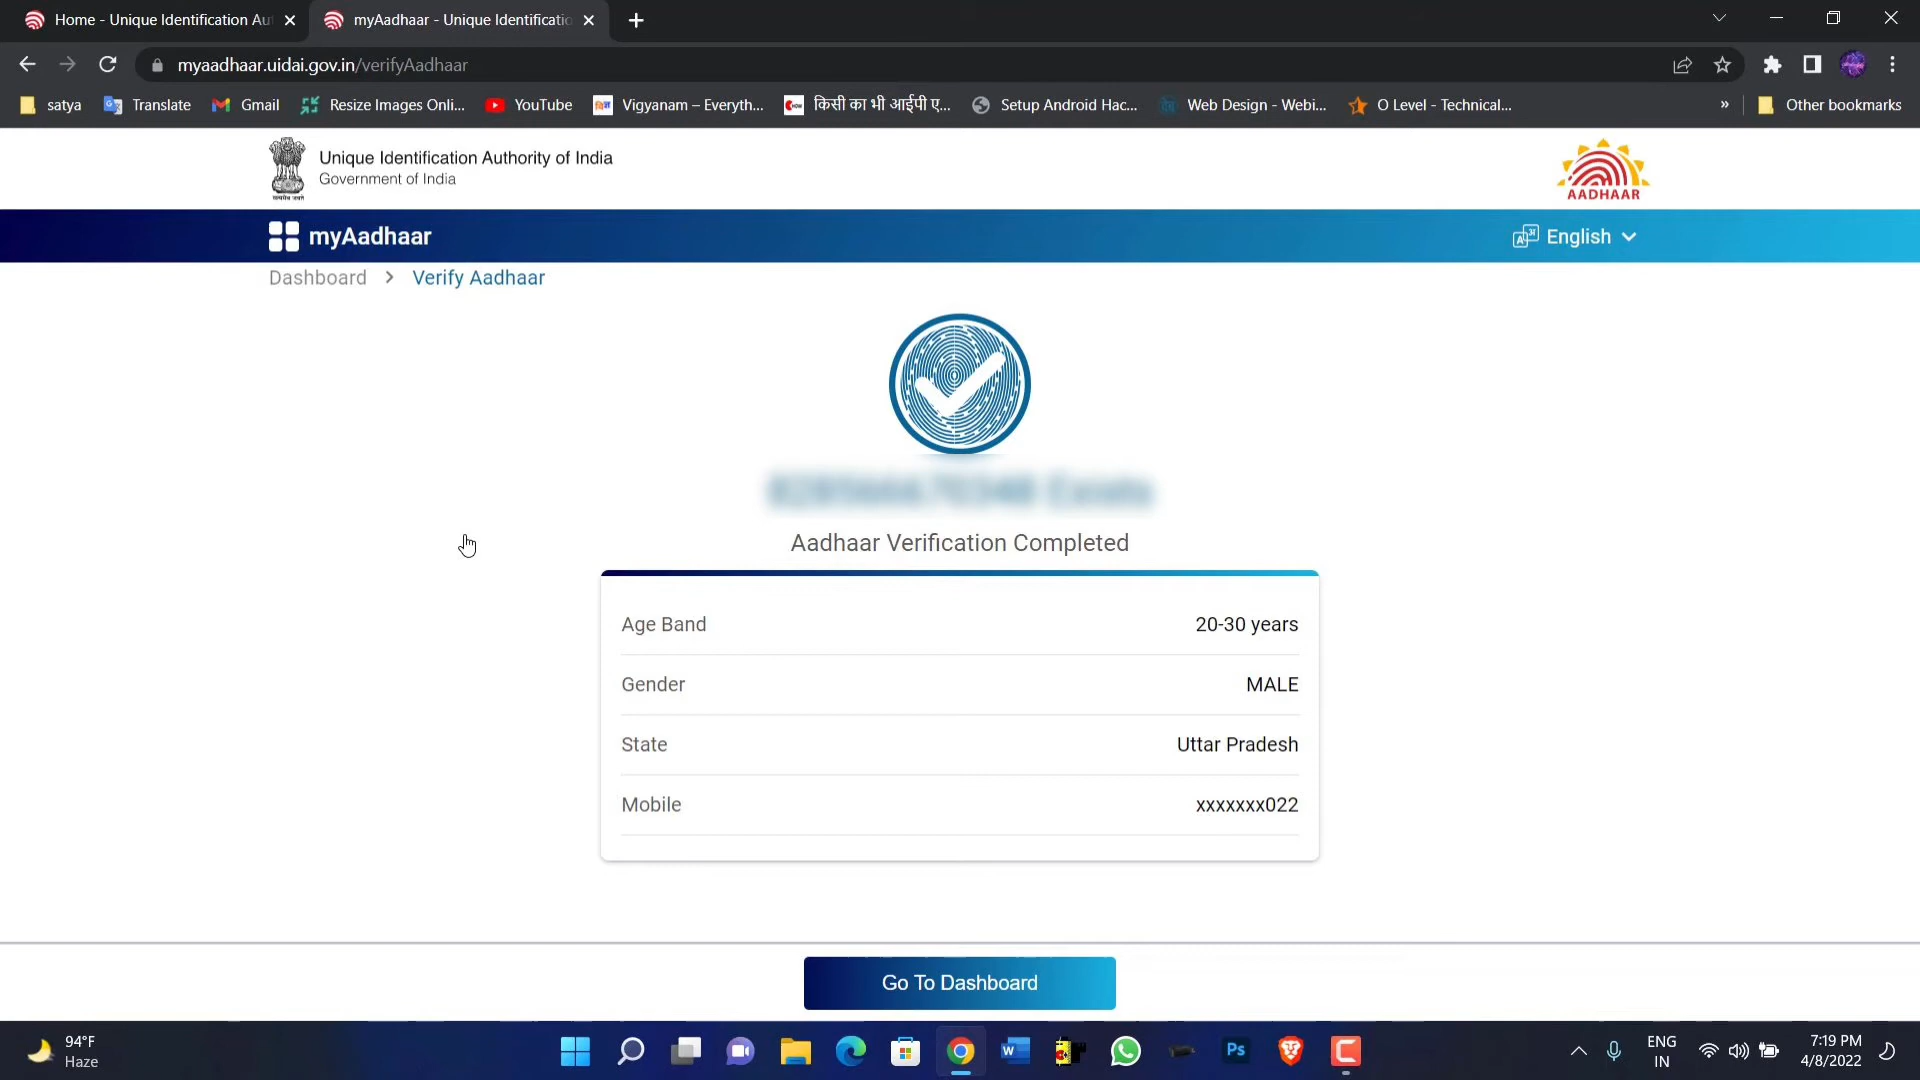 Home - Unique Identification Au
myAadhaar - Unique Identificatio
myaadhaar.uidai.gov.in/verifyAadhaar
satya
Translate
Gmail
Resize Images Onli...
YouTube
Vigyanam – Everyth...
किसी का भी आईपी ए...
Setup Android Hac...
Web Design - Webi...
O Level - Technical...
»
Other bookmarks
Unique Identification Authority of India
Government of India
AADHAAR
myAadhaar
English
Dashboard > Verify Aadhaar
Aadhaar Verification Completed
Age Band 20-30 years
Gender MALE
State Uttar Pradesh
Mobile xxxxxxx022
Go To Dashboard
94°F
Haze
Ps
ENG
IN
7:19 PM
4/8/2022